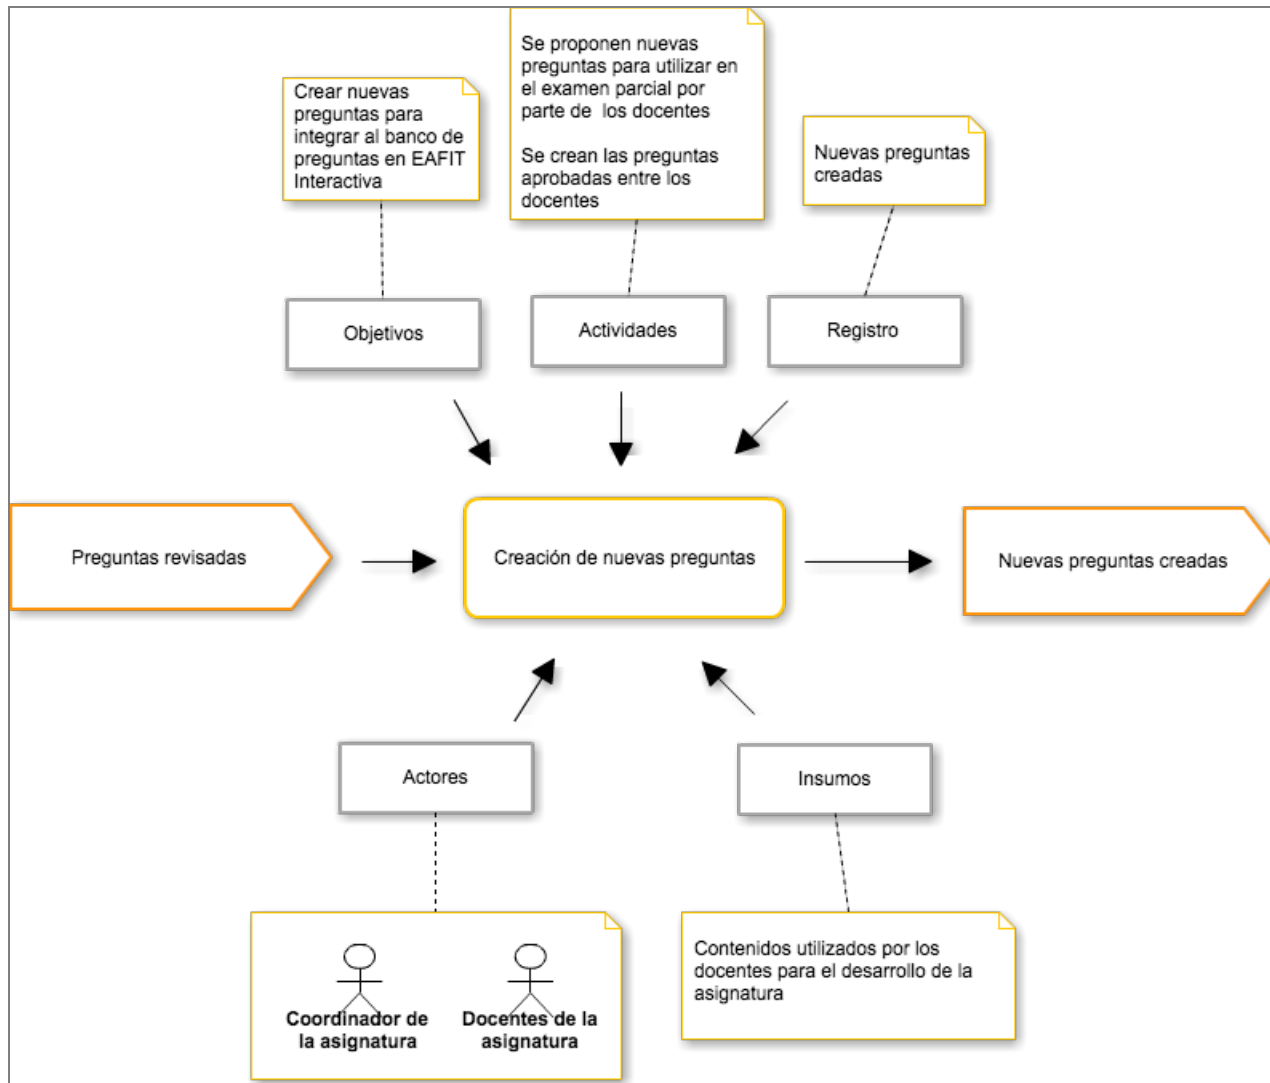 Crear nuevas
preguntas para
integrar al banco de
preguntas en EAFIT
Interactiva
Se proponen nuevas
preguntas para utilizar en
el examen parcial por
parte de  los docentes
Se crean las preguntas
aprobadas entre los
docentes
Nuevas preguntas
creadas
Objetivos
Actividades
Registro
Preguntas revisadas
Creación de nuevas preguntas
Nuevas preguntas creadas
Actores
Insumos
Coordinador de
la asignatura
Docentes de la
asignatura
Contenidos utilizados por los
docentes para el desarrollo de la
asignatura